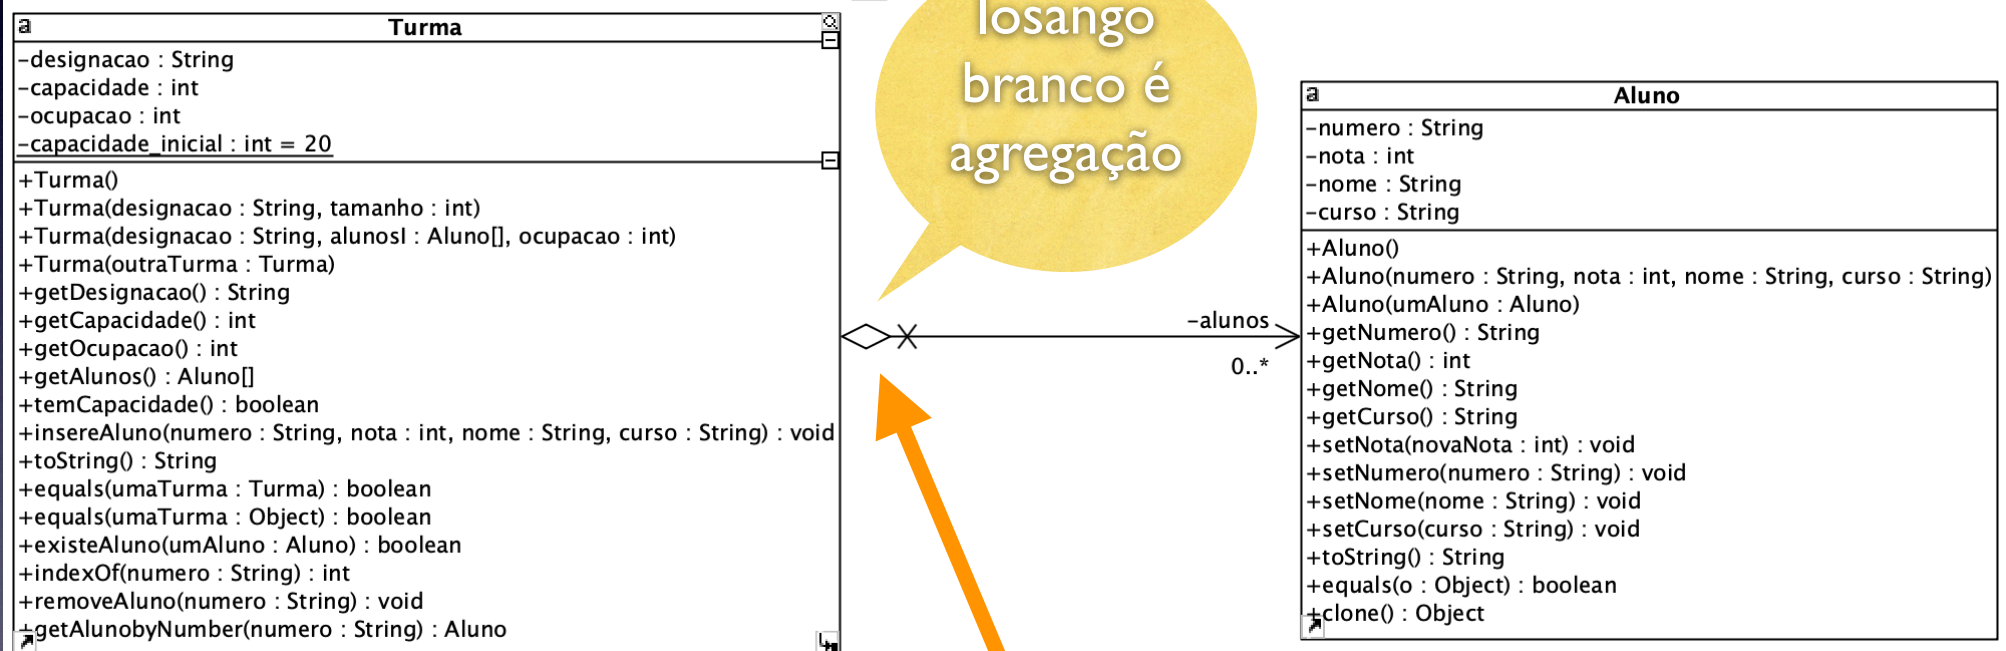 Turma
-designacao : String
-capacidade : int
-ocupacao : int
-capacidade_inicial : int = 20
+Turma()
+Turma(designacao : String, tamanho : int)
+Turma(designacao : String, alunosI : Aluno[], ocupacao : int)
+Turma(outraTurma : Turma)
+getDesignacao() : String
+getCapacidade() : int
+getOcupacao() : int
+getAlunos() : Aluno[]
+temCapacidade() : boolean
+insereAluno(numero : String, nota : int, nome : String, curso : String) : void
+toString() : String
+equals(umaTurma : Turma) : boolean
+equals(umaTurma : Object) : boolean
+existeAluno(umAluno : Aluno) : boolean
+indexOf(numero : String) : int
+removeAluno(numero : String) : void
+getAlunobyNumber(numero : String) : Aluno
losango
branco é
agregação
-alunos
0..*
Aluno
-numero : String
-nota : int
-nome : String
-curso : String
+Aluno()
+Aluno(numero : String, nota : int, nome : String, curso : String)
+Aluno(umAluno : Aluno)
+getNumero() : String
+getNota() : int
+getNome() : String
+getCurso() : String
+setNota(novaNota : int) : void
+setNumero(numero : String) : void
+setNome(nome : String) : void
+setCurso(curso : String) : void
+toString() : String
+equals(o : Object) : boolean
+clone() : Object